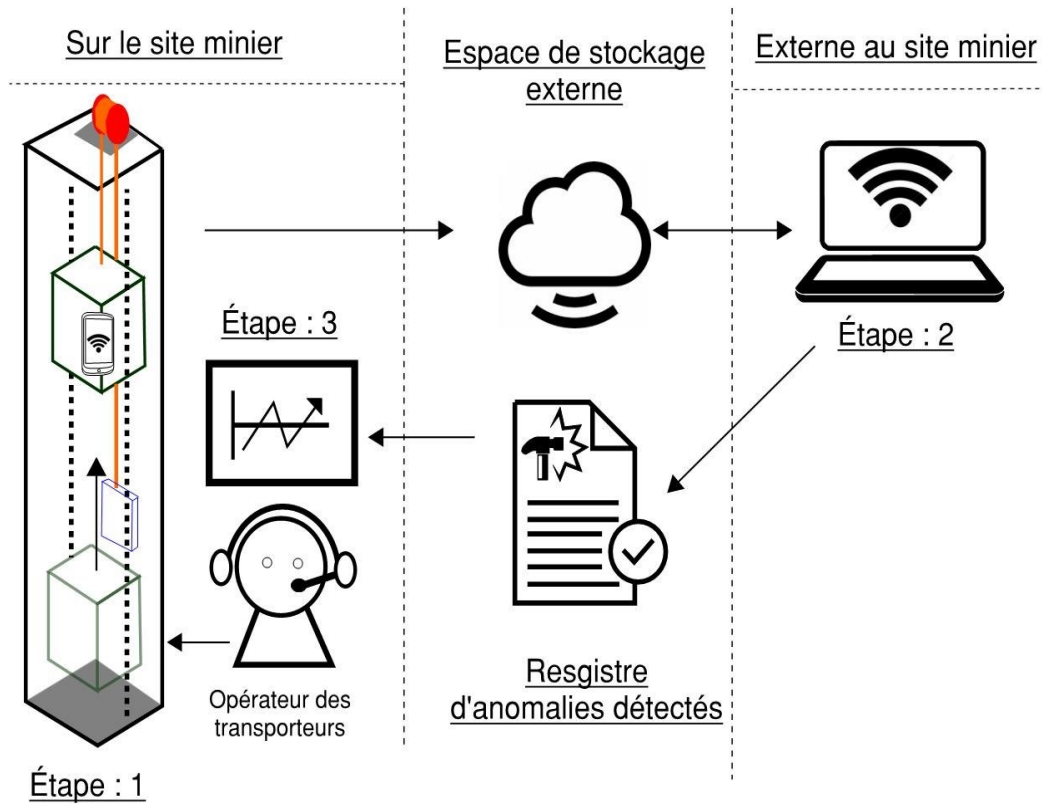 Sur le site minier
Espace de stockage
externe
Externe au site minier
Étape : 3
Étape : 2
Opérateur des
transporteurs
Resgistre
d'anomalies détectés
Étape : 1